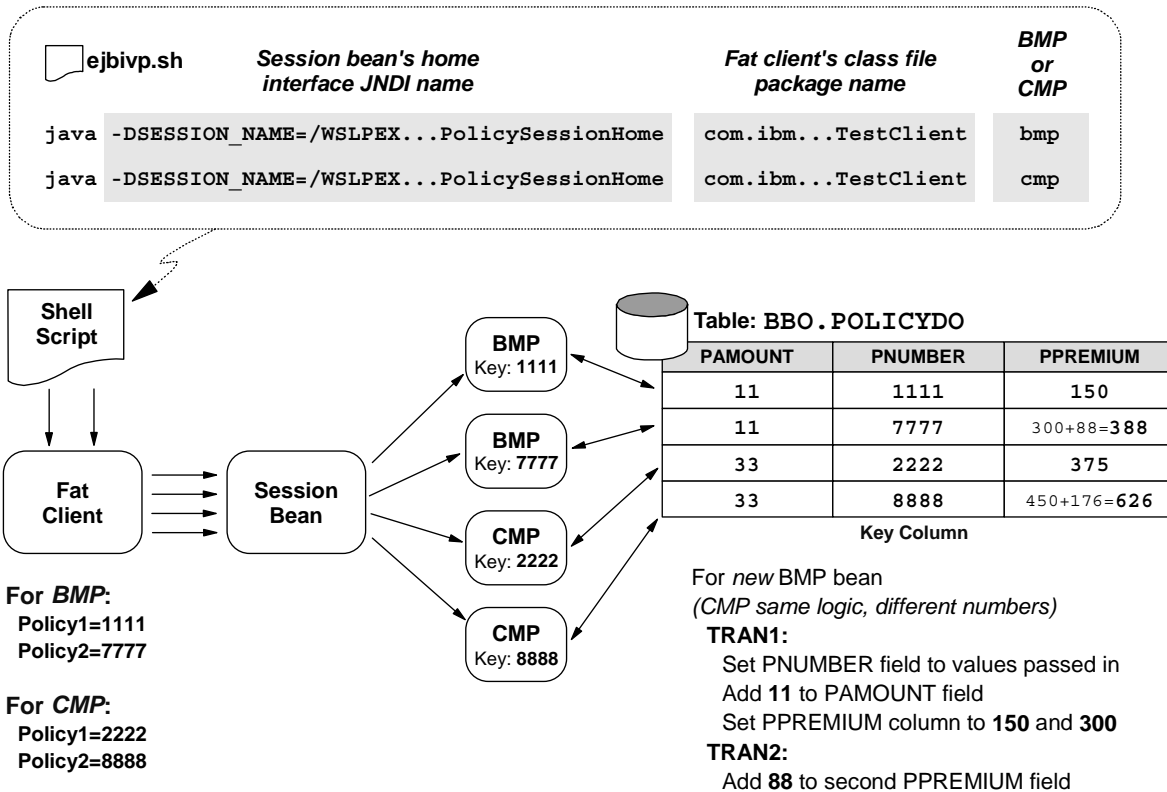 ejbivp.sh
Session bean's home
interface JNDI name
Fat client's class file
package name
BMP
or
CMP
java -DSESSION_NAME=/WSLPEX...PolicySessionHome com.ibm...TestClient bmp
java -DSESSION_NAME=/WSLPEX...PolicySessionHome com.ibm...TestClient cmp
Shell
Script
Fat
Client
Session
Bean
BMP
Key: 1111
BMP
Key: 7777
CMP
Key: 2222
CMP
Key: 8888
Table: BBO.POLICYDO
PAMOUNT PNUMBER PPREMIUM
11 1111 150
11 7777 300+88=388
33 2222 375
33 8888 450+176=626
Key Column
For BMP:
Policy1=1111
Policy2=7777
For CMP:
Policy1=2222
Policy2=8888
For new BMP bean
(CMP same logic, different numbers)
TRAN1:
Set PNUMBER field to values passed in
Add 11 to PAMOUNT field
Set PPREMIUM column to 150 and 300
TRAN2:
Add 88 to second PPREMIUM field